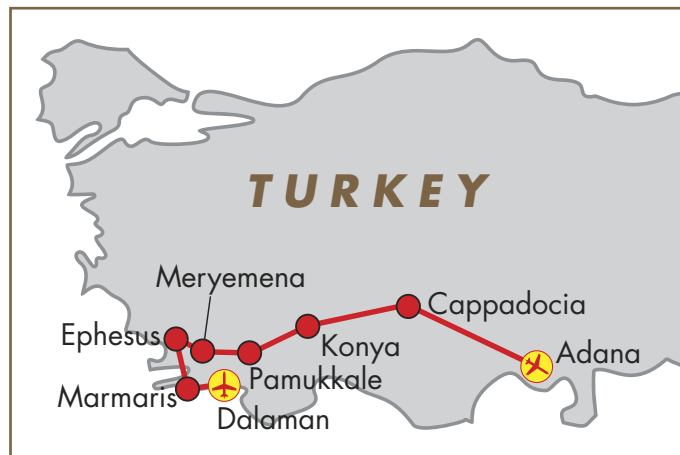 TURKEY
Meryemena
Cappadocia
Ephesus
Konya
Adana
Pamukkale
Marmaris
Dalaman